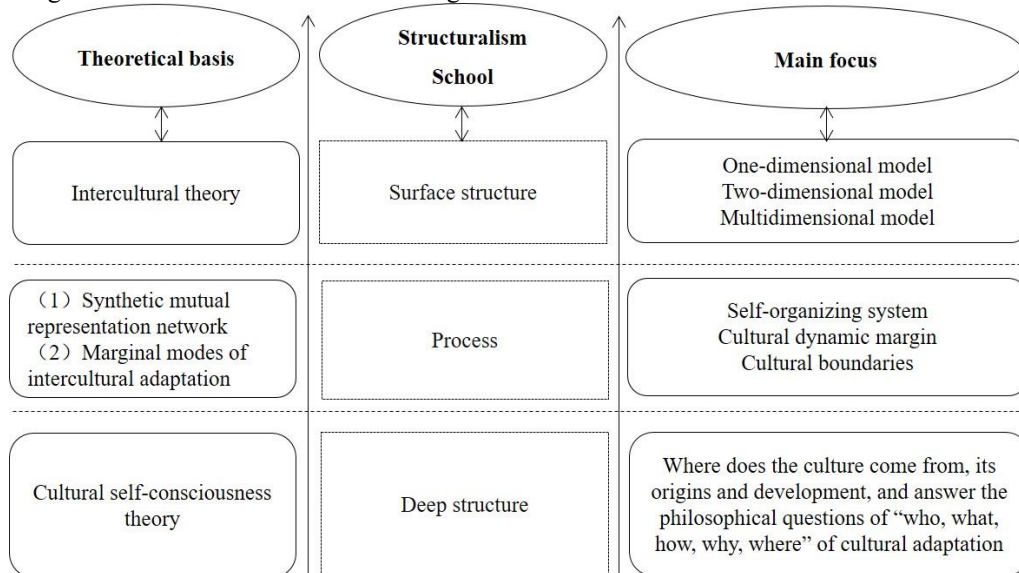 Theoretical basis
Structuralism
School
Main focus
Intercultural theory
Surface structure
One-dimensional model
Two-dimensional model
Multidimensional model
（1）Synthetic mutual
representation network
（2）Marginal modes of
intercultural adaptation
Process
Self-organizing system
Cultural dynamic margin
Cultural boundaries
Cultural self-consciousness
theory
Deep structure
Where does the culture come from, its
origins and development, and answer the
philosophical questions of “who, what,
how, why, where” of cultural adaptation